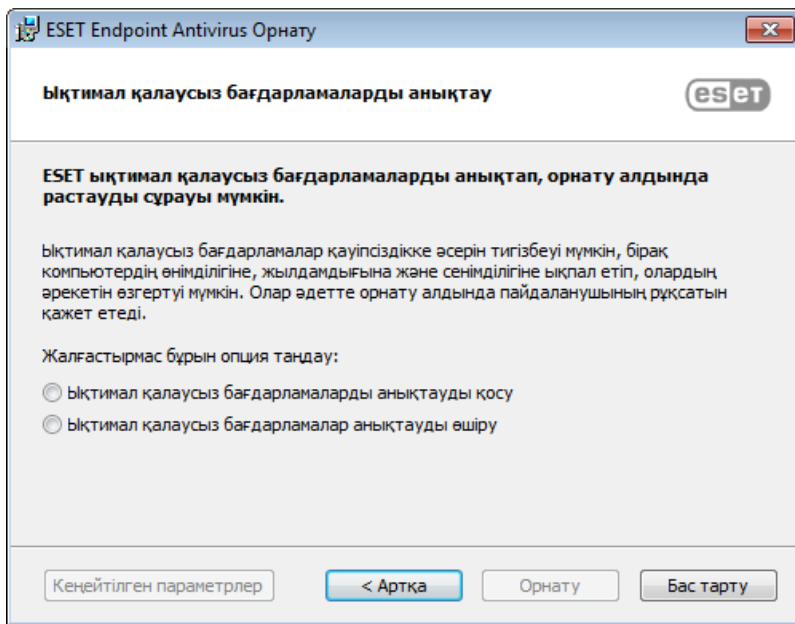 ESET Endpoint Antivirus Орнату
Ықтимал қалаусыз бағдарламаларды анықтау
eset
ESET ықтимал қалаусыз бағдарламаларды анықтап, орнату алдында
растауды сұрауы мүмкін.
Ықтимал қалаусыз бағдарламалар қауіпсіздікке әсерін тигізбеуі мүмкін, бірақ
компьютердің өнімділігіне, жылдамдығына және сенімділігіне ықпал етіп, олардың
әрекетін өзгертуі мүмкін. Олар әдетте орнату алдында пайдаланушының рұқсатын
қажет етеді.
Жалғастырмас бұрын опция таңдау:
Ықтимал қалаусыз бағдарламаларды анықтауды қосу
Ықтимал қалаусыз бағдарламалар анықтауды өшіру
Кеңейтілген параметрлер
< Артқа
Орнату
Бас тарту